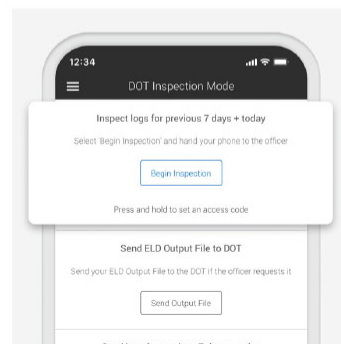 12:34
DOT Inspection Mode
Inspect logs for previous 7 days + today
Select 'Begin Inspection' and hand your phone to the officer
Begin Inspection
Press and hold to set an access code
Send ELD Output File to DOT
Send your ELD Output File to the DOT if the officer requests it
Send Output File